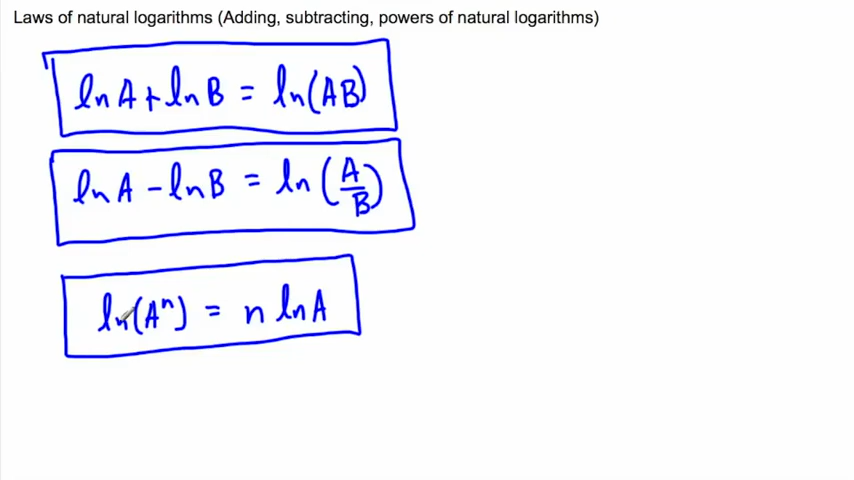 Laws of natural logarithms (Adding, subtracting, powers of natural logarithms)
ln A + ln B = ln(AB)
ln A - ln B = ln(A/B)
ln(Aⁿ) = n ln A